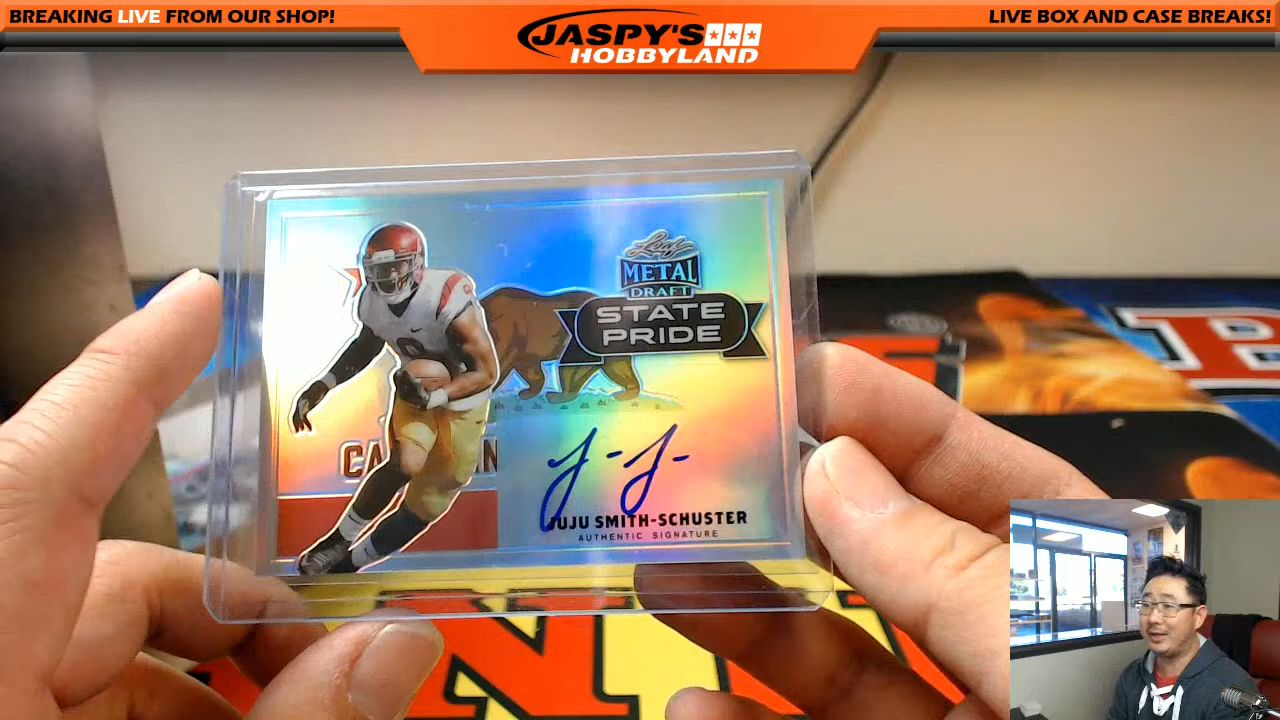 BREAKING LIVE FROM OUR SHOP!
JASPY'S
HOBBYLAND
LIVE BOX AND CASE BREAKS!
Leaf
METAL
DRAFT
STATE
PRIDE
J-J-
JUJU SMITH-SCHUSTER
AUTHENTIC SIGNATURE